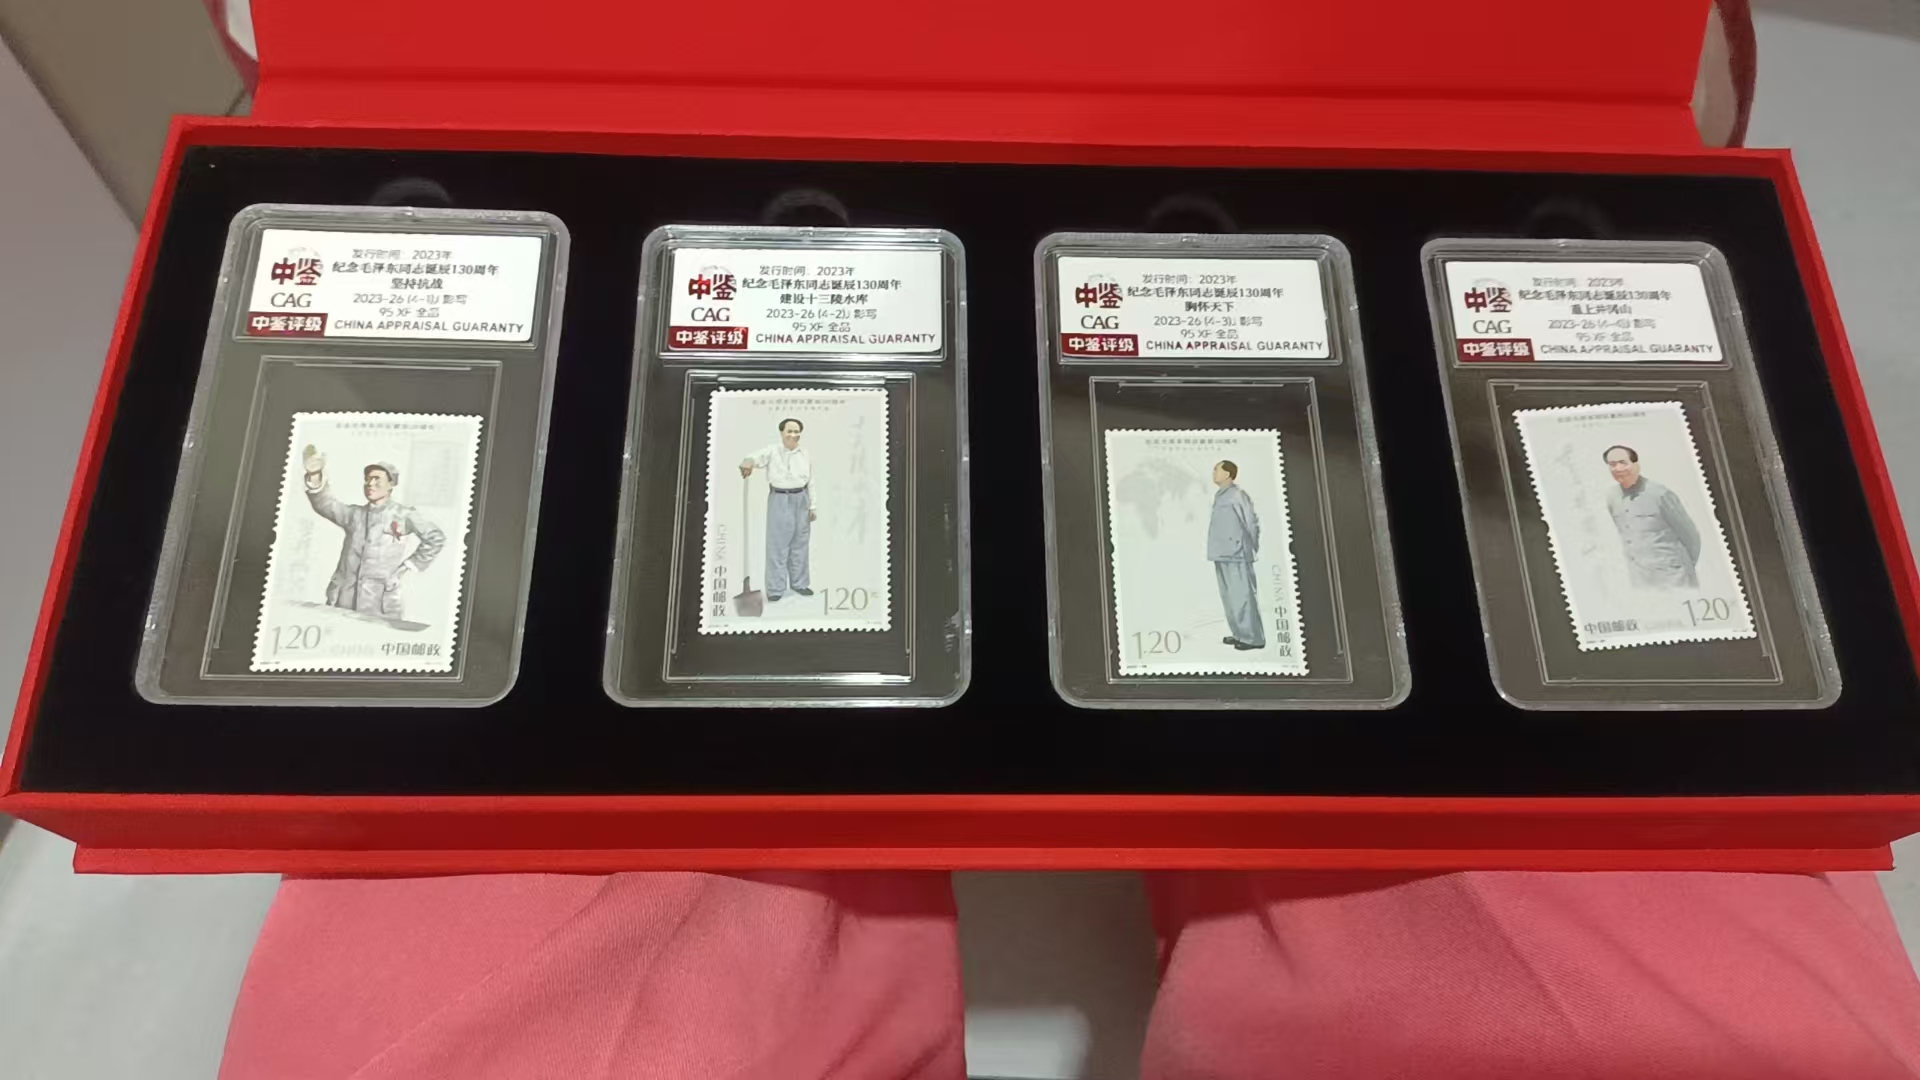 中鉴
CAG
中鉴评级
发行时间：2023年
纪念毛泽东同志诞辰130周年
坚持抗战
2023-26 (4-1)J 影写
95 XF 全品
CHINA APPRAISAL GUARANTY
1.20
中国邮政
中鉴
CAG
中鉴评级
发行时间：2023年
纪念毛泽东同志诞辰130周年
建设十三陵水库
2023-26 (4-2)J 影写
95 XF 全品
CHINA APPRAISAL GUARANTY
CHINA
中国邮政
1.20元
中鉴
CAG
中鉴评级
发行时间：2023年
纪念毛泽东同志诞辰130周年
胸怀天下
2023-26 (4-3)J 影写
95 XF 全品
CHINA APPRAISAL GUARANTY
1.20
CHINA
中国邮政
中鉴
CAG
中鉴评级
发行时间：2023年
纪念毛泽东同志诞辰130周年
重上井冈山
2023-26 (4-4)J 影写
95 XF 全品
CHINA APPRAISAL GUARANTY
中国邮政
1.20